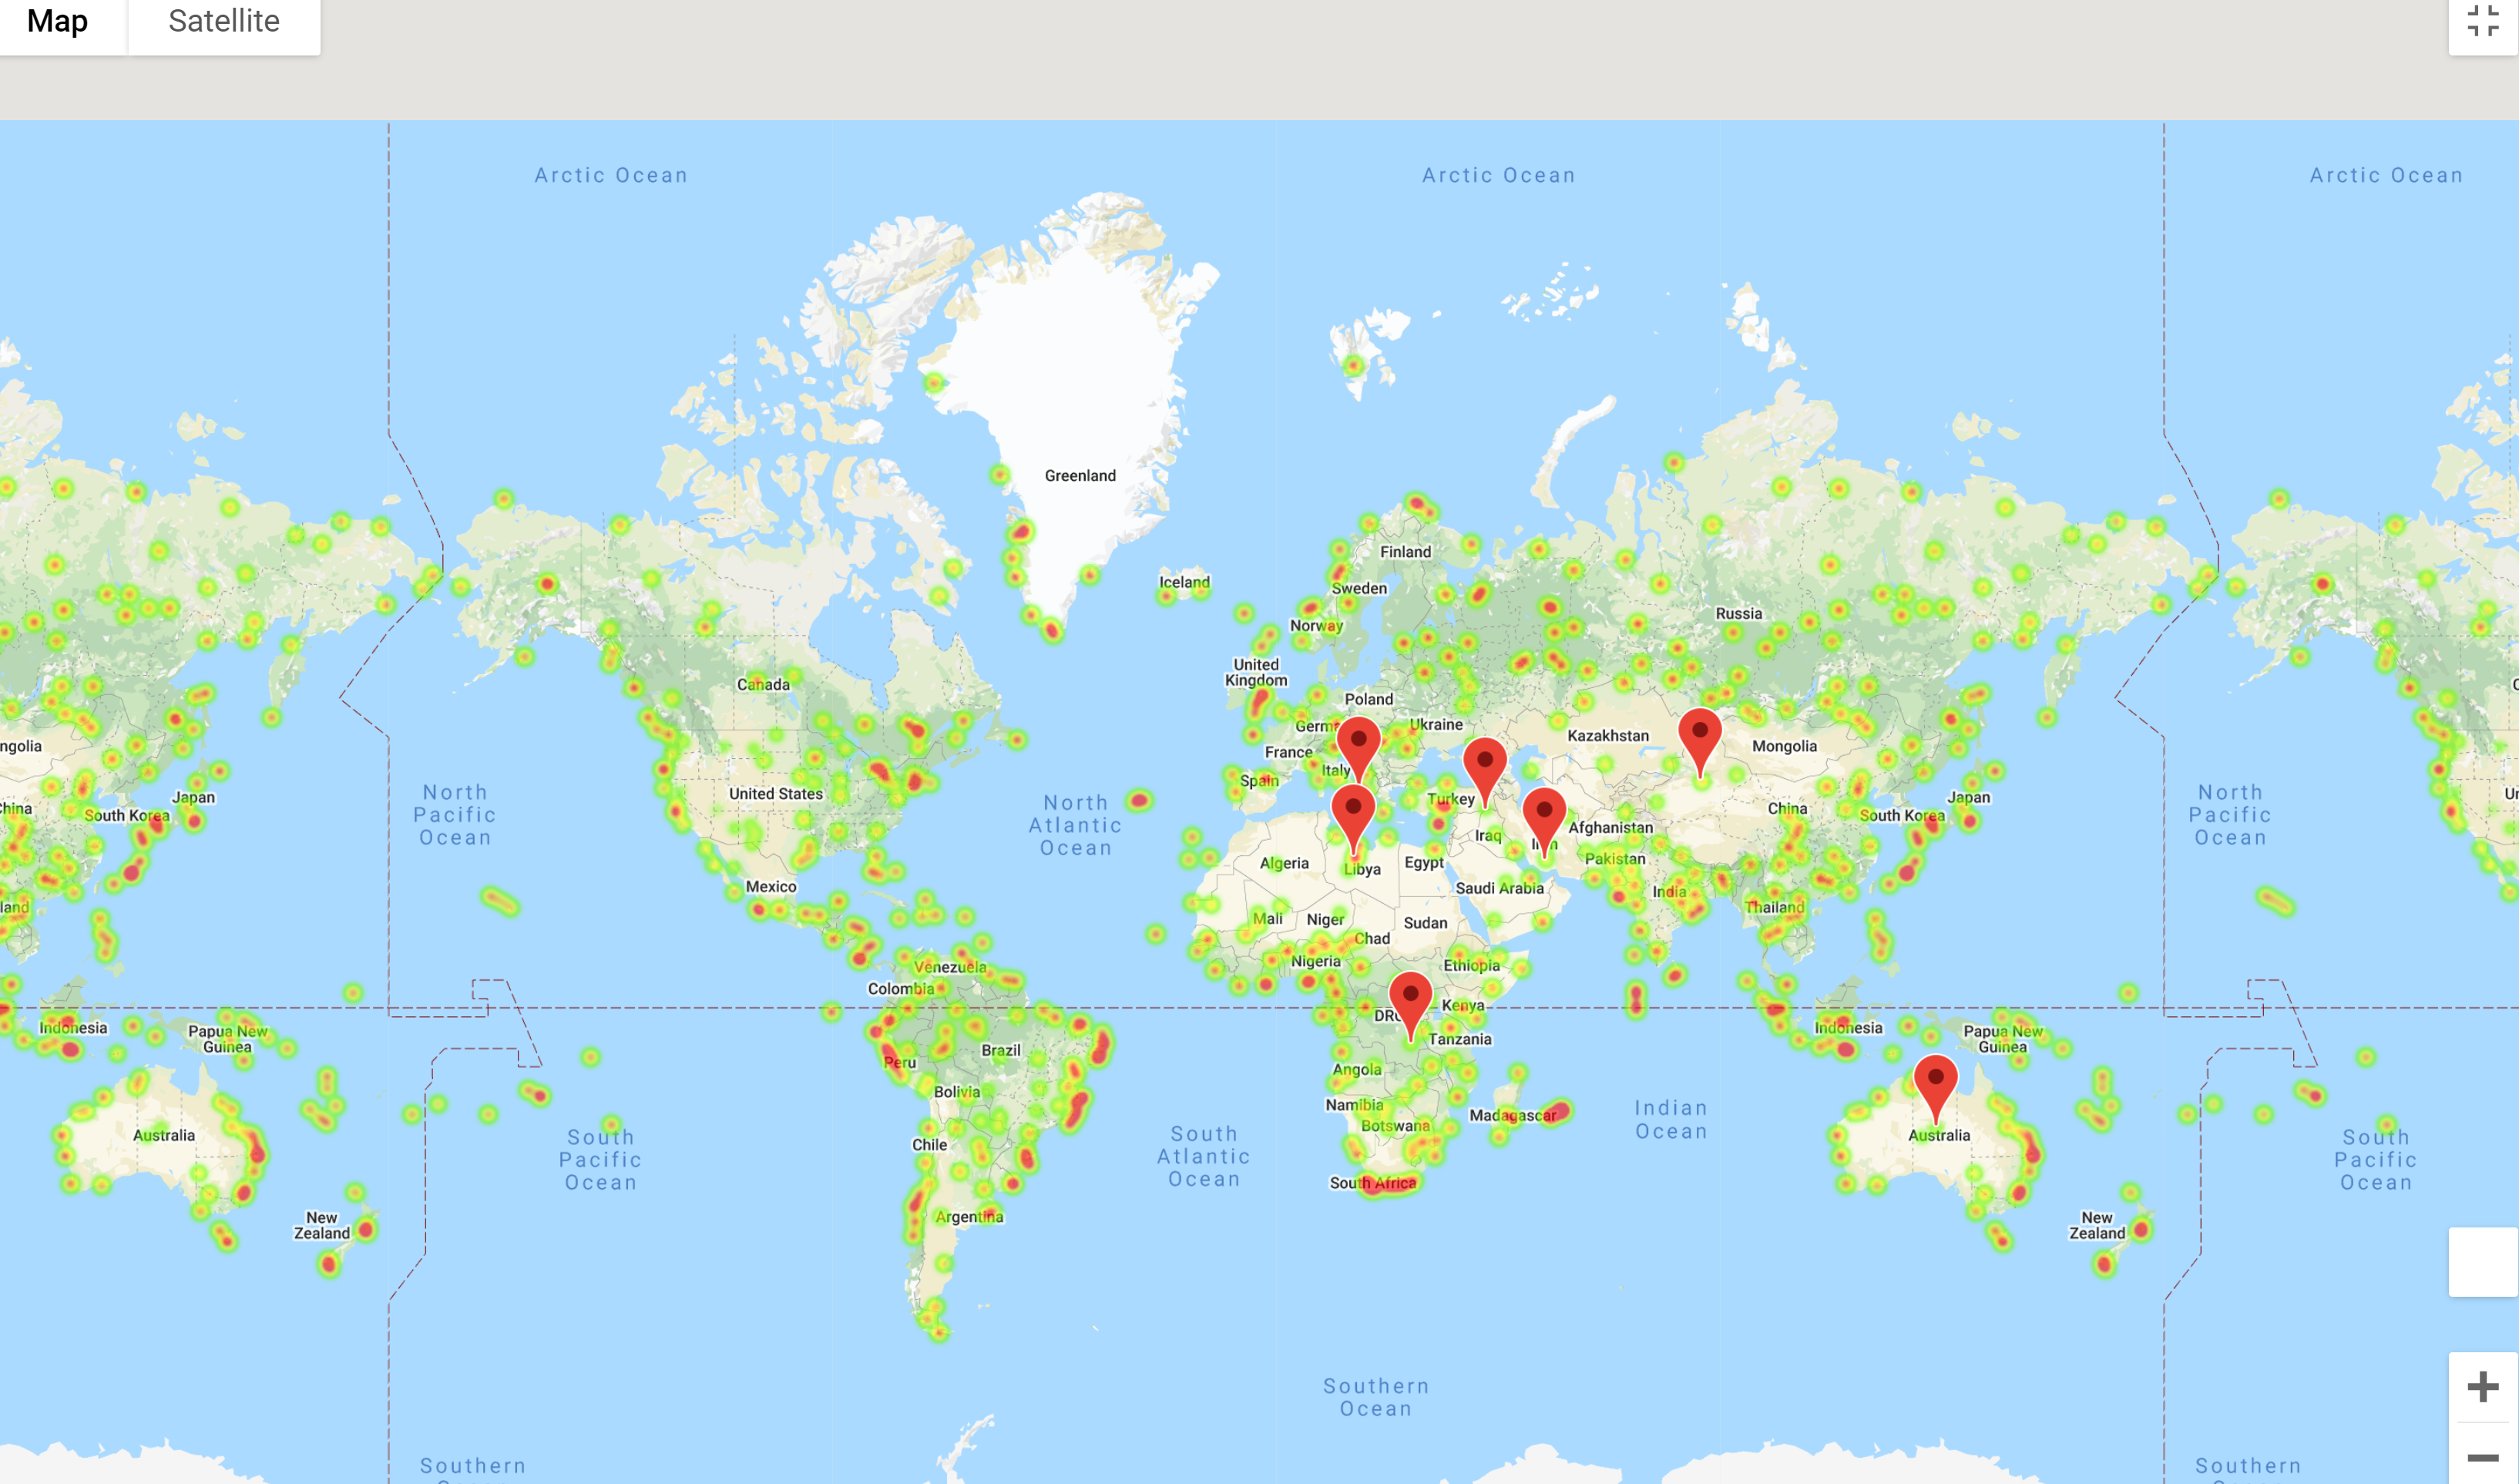 Map
Satellite
Arctic Ocean
Arctic Ocean
Arctic Ocean
Greenland
Finland
Iceland
Sweden
Russia
Norway
United
Kingdom
Canada
Poland
Ukraine
Kazakhstan
Mongolia
ngolia
France
Italy
Spain
United States
Turkey
China
Japan
Japan
South Korea
South Korea
North
Pacific
Ocean
North
Atlantic
Ocean
North
Pacific
Ocean
Iraq
Afghanistan
Pakistan
Algeria
Libya
Egypt
Mexico
Saudi Arabia
India
Thailand
land
Mali
Niger
Sudan
Chad
Nigeria
Ethiopia
Venezuela
Colombia
Kenya
DRC
Tanzania
Indonesia
Papua New
Guinea
Indonesia
Papua New
Guinea
Brazil
Peru
Angola
Bolivia
Namibia
Botswana
Madagascar
Indian
Ocean
Australia
Australia
South
Pacific
Ocean
Chile
South
Atlantic
Ocean
South
Pacific
Ocean
South Africa
Argentina
New
Zealand
New
Zealand
Southern
Ocean
Southern
Southern